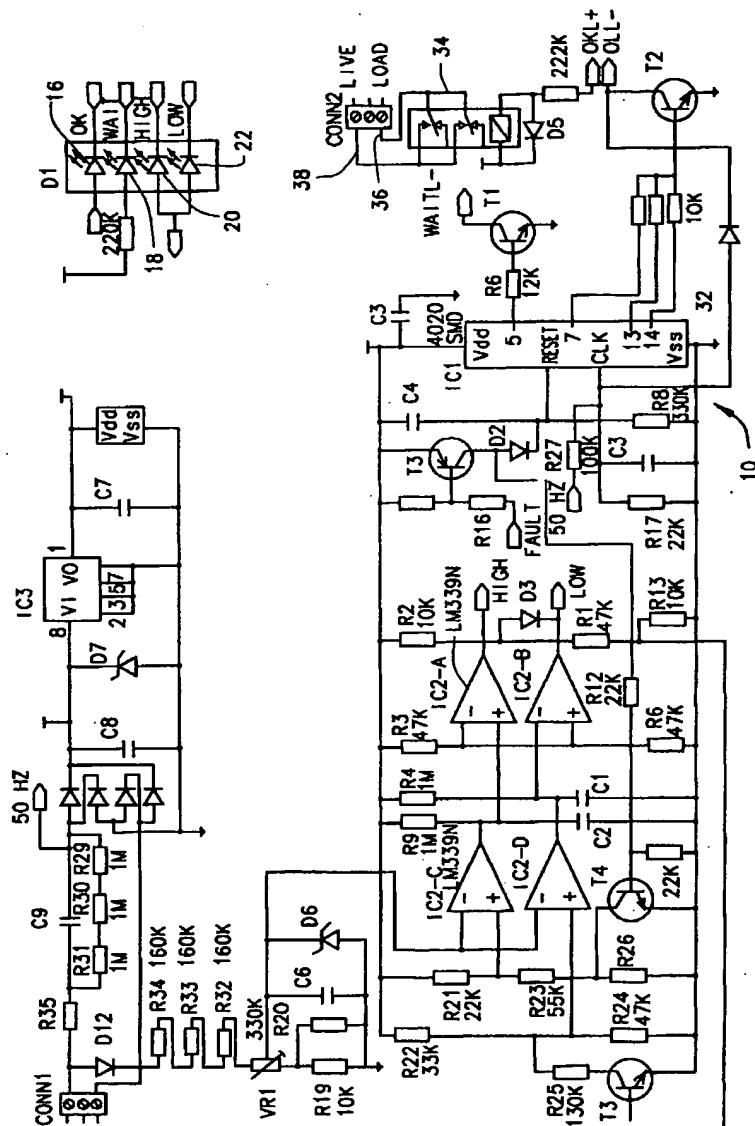 CONN1
R35
C9
R31
1M
R30
1M
R29
1M
50 HZ
D12
R34
160K
R33
160K
R32
160K
330K
VR1
R20
R19
10K
C6
D6
C8
D7
IC3
8
VI
VO
1
2
3
5
7
C7
Vdd
Vss
D1
16
OK
WAI
HIGH
LOW
220K
18
20
22
R22
33K
R25
130K
T3
R21
22K
R23
55K
R24
47K
R26
IC2-C
LM339N
IC2-D
T4
22K
R9
1M
R4
1M
C2
C1
R3
47K
R6
47K
IC2-A
LM339N
IC2-B
HIGH
LOW
D3
R2
10K
R1
47K
R12
22K
R13
10K
FAULT
R16
T3
D2
C4
50 HZ
R27
100K
R17
22K
C3
R8
330K
IC1
4020
SMD
C3
Vdd
5
RESET
7
CLK
13
14
Vss
32
R6
12K
T1
WAITL-
10K
T2
CONN2
LIVE
LOAD
38
36
34
D5
222K
OKL+
OLL-
10